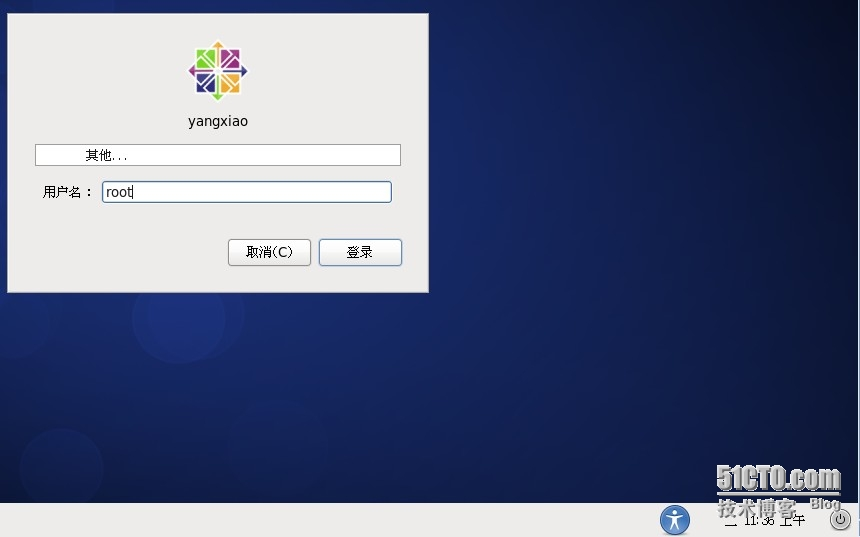 yangxiao
其他...
用户名：
root
取消(C)
登录
51CTO.com
技术博客 Blog
二 11:36 上午